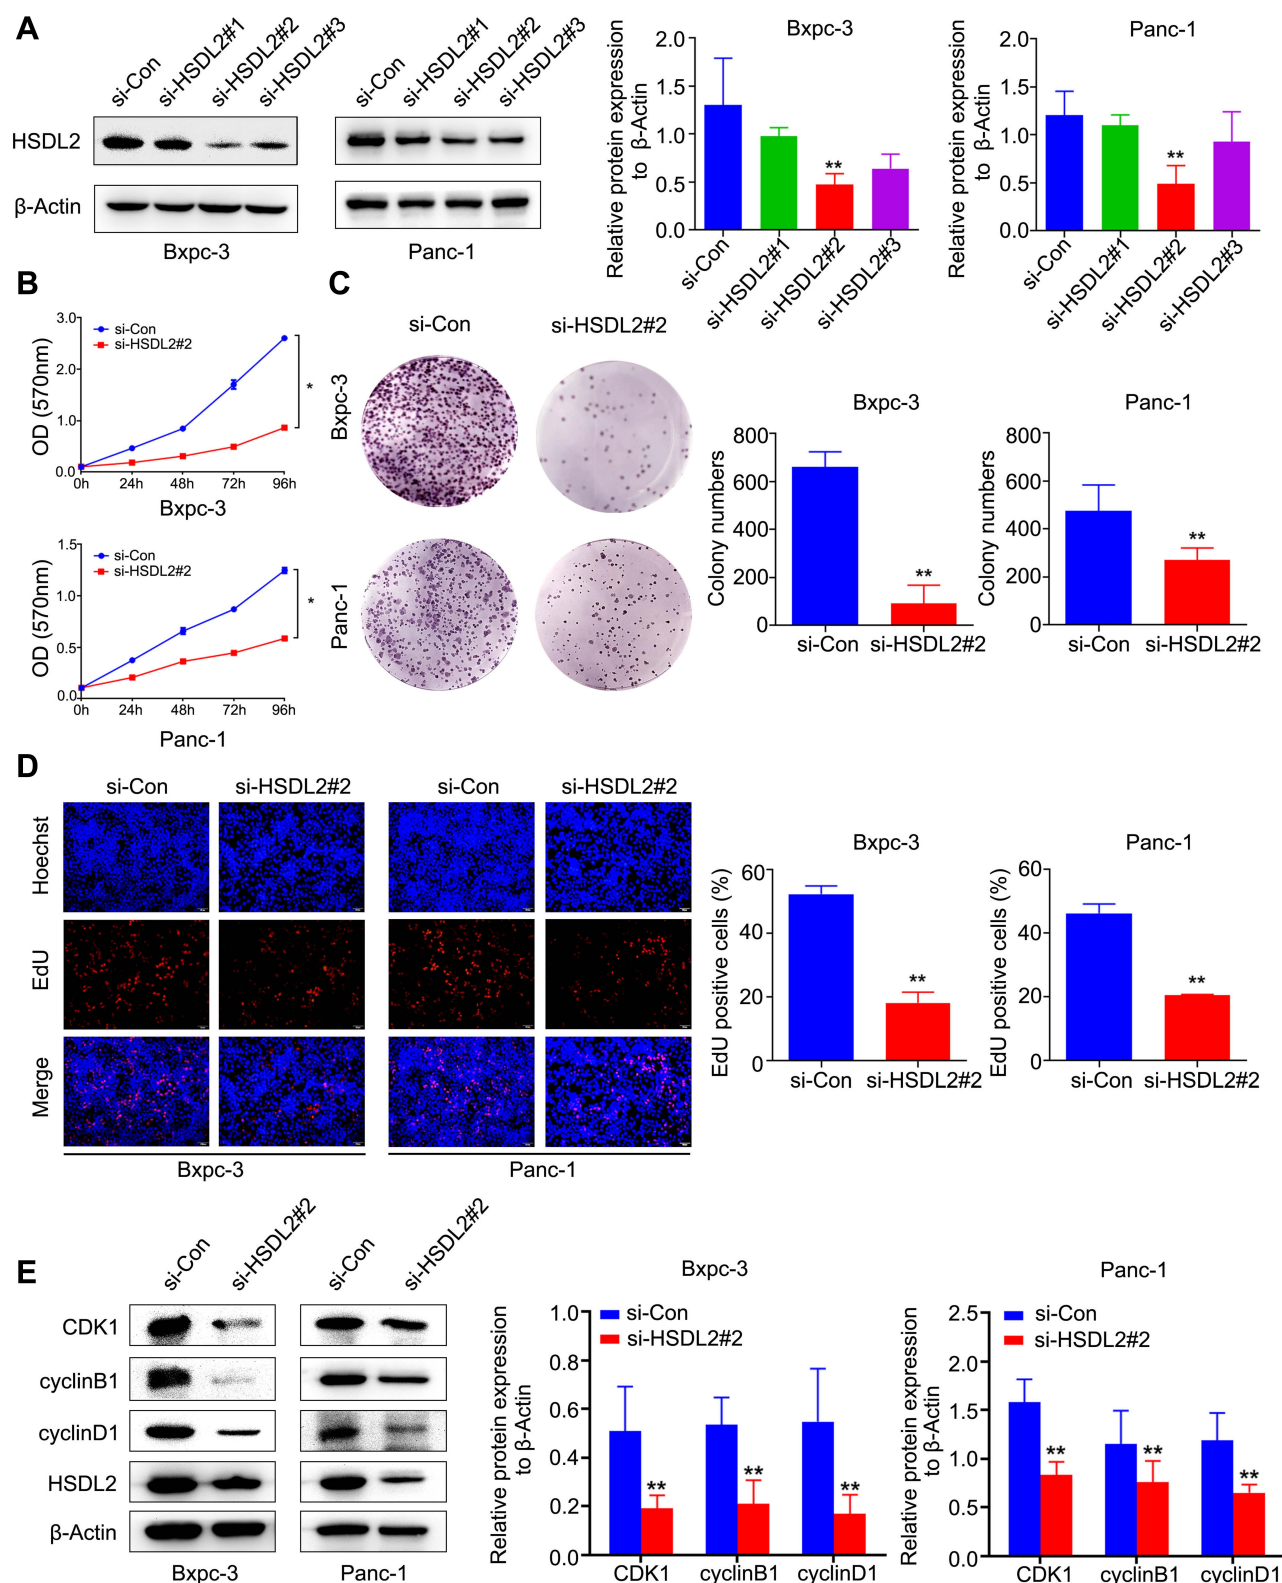 A
si-Con
si-HSDL2#1
si-HSDL2#2
si-HSDL2#3
si-Con
si-HSDL2#1
si-HSDL2#2
si-HSDL2#3
HSDL2
β-Actin
Bxpc-3
Panc-1
Bxpc-3
Relative protein expression
to β-Actin
2.0
1.5
1.0
0.5
0.0
**
si-Con
si-HSDL2#1
si-HSDL2#2
si-HSDL2#3
Panc-1
Relative protein expression
to β-Actin
2.0
1.5
1.0
0.5
0.0
**
si-Con
si-HSDL2#1
si-HSDL2#2
si-HSDL2#3
B
OD (570nm)
3.0
2.0
1.0
0.0
si-Con
si-HSDL2#2
*
0h 24h 48h 72h 96h
Bxpc-3
OD (570nm)
1.5
1.0
0.5
0.0
si-Con
si-HSDL2#2
*
0h 24h 48h 72h 96h
Panc-1
C
si-Con
si-HSDL2#2
Bxpc-3
Panc-1
Bxpc-3
Colony numbers
800
600
400
200
0
**
si-Con si-HSDL2#2
Panc-1
Colony numbers
800
600
400
200
0
**
si-Con si-HSDL2#2
D
si-Con
si-HSDL2#2
si-Con
si-HSDL2#2
Hoechst
EdU
Merge
Bxpc-3
Panc-1
Bxpc-3
EdU positive cells (%)
60
40
20
0
**
si-Con si-HSDL2#2
Panc-1
EdU positive cells (%)
60
40
20
0
**
si-Con si-HSDL2#2
E
si-Con
si-HSDL2#2
si-Con
si-HSDL2#2
CDK1
cyclinB1
cyclinD1
HSDL2
β-Actin
Bxpc-3
Panc-1
Bxpc-3
Relative protein expression
to β-Actin
1.0
0.8
0.6
0.4
0.2
0.0
si-Con
si-HSDL2#2
**
**
**
CDK1 cyclinB1 cyclinD1
Panc-1
Relative protein expression
to β-Actin
2.5
2.0
1.5
1.0
0.5
0.0
si-Con
si-HSDL2#2
**
**
**
CDK1 cyclinB1 cyclinD1